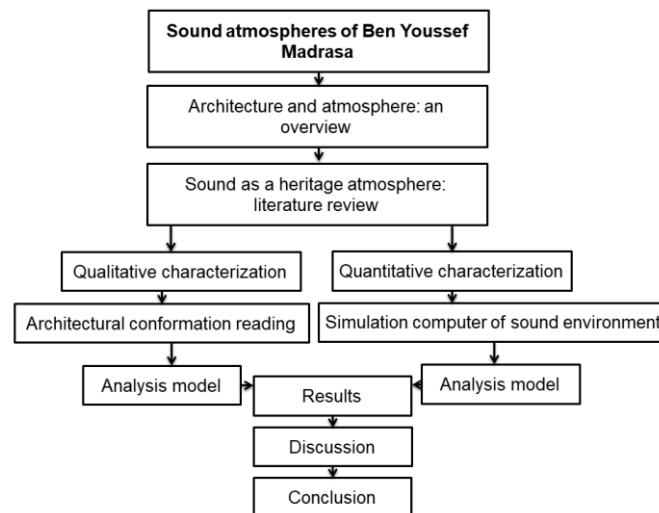 Sound atmospheres of Ben Youssef
Madrasa
Architecture and atmosphere: an
overview
Sound as a heritage atmosphere:
literature review
Qualitative characterization
Quantitative characterization
Architectural conformation reading
Simulation computer of sound environment
Analysis model
Analysis model
Results
Discussion
Conclusion